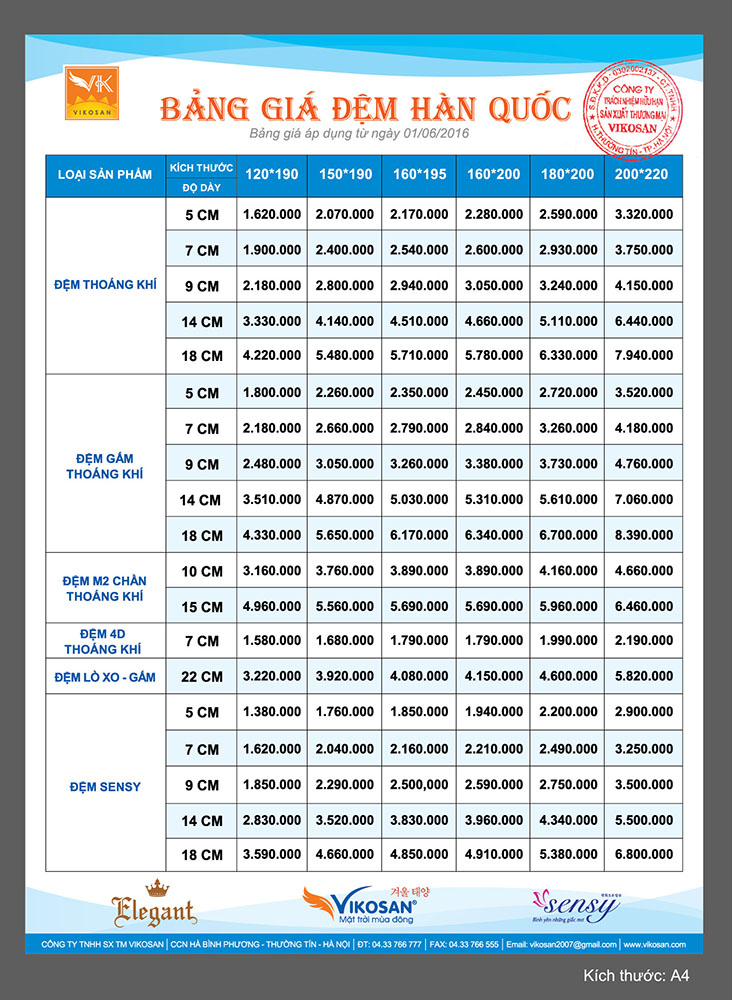 VIK
VIKOSAN
BẢNG GIÁ ĐỆM HÀN QUỐC
Bảng giá áp dụng từ ngày 01/06/2016
CÔNG TY
TRÁCH NHIỆM HỮU HẠN
SẢN XUẤT THƯƠNG MẠI
VIKOSAN
H.THƯỜNG TÍN - TP.HÀ NỘI
LOẠI SẢN PHẨM KÍCH THƯỚC 120*190 150*190 160*195 160*200 180*200 200*220
ĐỘ DÀY
5 CM 1.620.000 2.070.000 2.170.000 2.280.000 2.590.000 3.320.000
7 CM 1.900.000 2.400.000 2.540.000 2.600.000 2.930.000 3.750.000
ĐỆM THOÁNG KHÍ 9 CM 2.180.000 2.800.000 2.940.000 3.050.000 3.240.000 4.150.000
14 CM 3.330.000 4.140.000 4.510.000 4.660.000 5.110.000 6.440.000
18 CM 4.220.000 5.480.000 5.710.000 5.780.000 6.330.000 7.940.000
5 CM 1.800.000 2.260.000 2.350.000 2.450.000 2.720.000 3.520.000
7 CM 2.180.000 2.660.000 2.790.000 2.840.000 3.260.000 4.180.000
ĐỆM GẤM
THOÁNG KHÍ
9 CM 2.480.000 3.050.000 3.260.000 3.380.000 3.730.000 4.760.000
14 CM 3.510.000 4.870.000 5.030.000 5.310.000 5.610.000 7.060.000
18 CM 4.330.000 5.650.000 6.170.000 6.340.000 6.700.000 8.390.000
ĐỆM M2 CHẦN
THOÁNG KHÍ
10 CM 3.160.000 3.760.000 3.890.000 3.890.000 4.160.000 4.660.000
15 CM 4.960.000 5.560.000 5.690.000 5.690.000 5.960.000 6.460.000
ĐỆM 4D
THOÁNG KHÍ
7 CM 1.580.000 1.680.000 1.790.000 1.790.000 1.990.000 2.190.000
ĐỆM LÒ XO - GẤM 22 CM 3.220.000 3.920.000 4.080.000 4.150.000 4.600.000 5.820.000
5 CM 1.380.000 1.760.000 1.850.000 1.940.000 2.200.000 2.900.000
7 CM 1.620.000 2.040.000 2.160.000 2.210.000 2.490.000 3.250.000
ĐỆM SENSY 9 CM 1.850.000 2.290.000 2.500,000 2.590.000 2.750.000 3.500.000
14 CM 2.830.000 3.520.000 3.830.000 3.960.000 4.340.000 5.500.000
18 CM 3.590.000 4.660.000 4.850.000 4.910.000 5.380.000 6.800.000
Elegant
겨울 태양
VIKOSAN®
Mặt trời mùa đông
sensy
Bình yên những giấc mơ
CÔNG TY TNHH SX TM VIKOSAN | CCN HÀ BÌNH PHƯƠNG - THƯỜNG TÍN - HÀ NỘI | ĐT: 04.33 766 777 | FAX: 04.33 766 555 | Email: vikosan2007@gmail.com | www.vikosan.com
Kích thước: A4